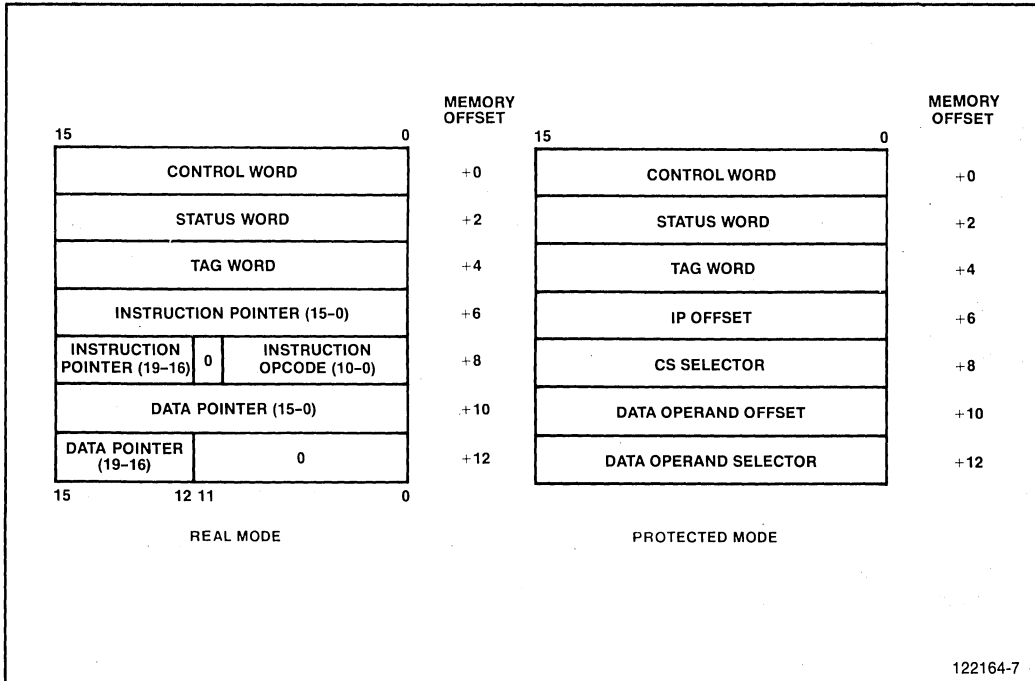 MEMORY
OFFSET
15 0
CONTROL WORD +0
STATUS WORD +2
TAG WORD +4
INSTRUCTION POINTER (15–0) +6
INSTRUCTION
POINTER (19–16)
0
INSTRUCTION
OPCODE (10–0)
+8
DATA POINTER (15–0) +10
DATA POINTER
(19–16)
0
+12
15 12 11 0
REAL MODE
MEMORY
OFFSET
15 0
CONTROL WORD +0
STATUS WORD +2
TAG WORD +4
IP OFFSET +6
CS SELECTOR +8
DATA OPERAND OFFSET +10
DATA OPERAND SELECTOR +12
PROTECTED MODE
122164-7